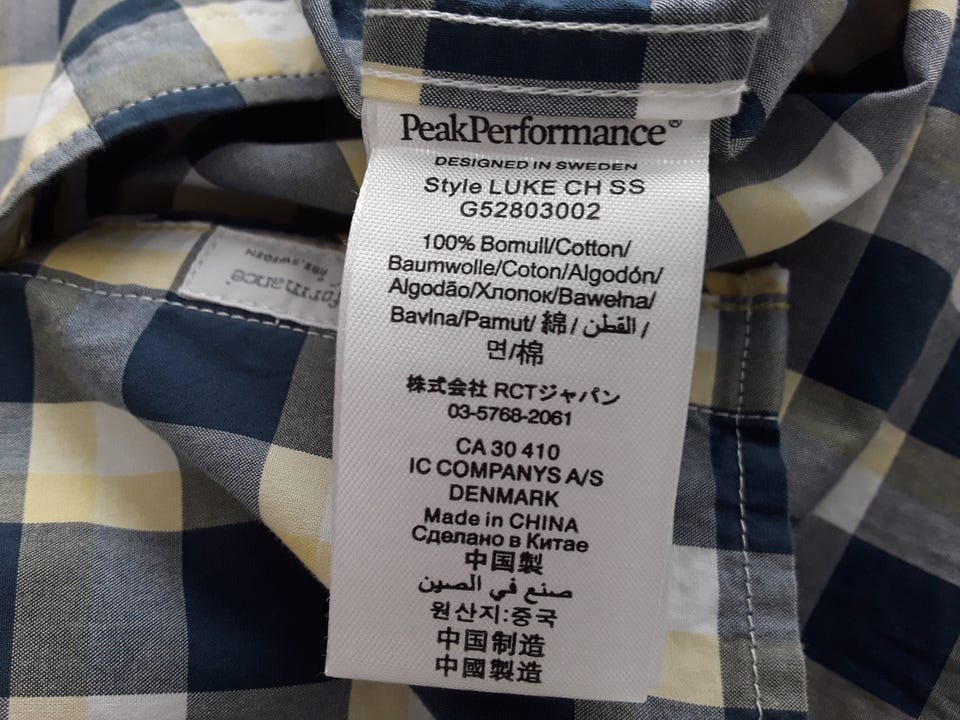 PeakPerformance®
DESIGNED IN SWEDEN
Style LUKE CH SS
G52803002
100% Bomull/Cotton/
Baumwolle/Coton/Algodón/
Algodão/Хлопок/Bawełna/
Bavlna/Pamut/ 綿 / القطن /
면/棉
株式会社 RCTジャパン
03-5768-2061
CA 30 410
IC COMPANYS A/S
DENMARK
Made in CHINA
Сделано в Китае
中国製
صنع في الصين
원산지:중국
中国制造
中國製造
formance®
ÅRE, SWEDEN